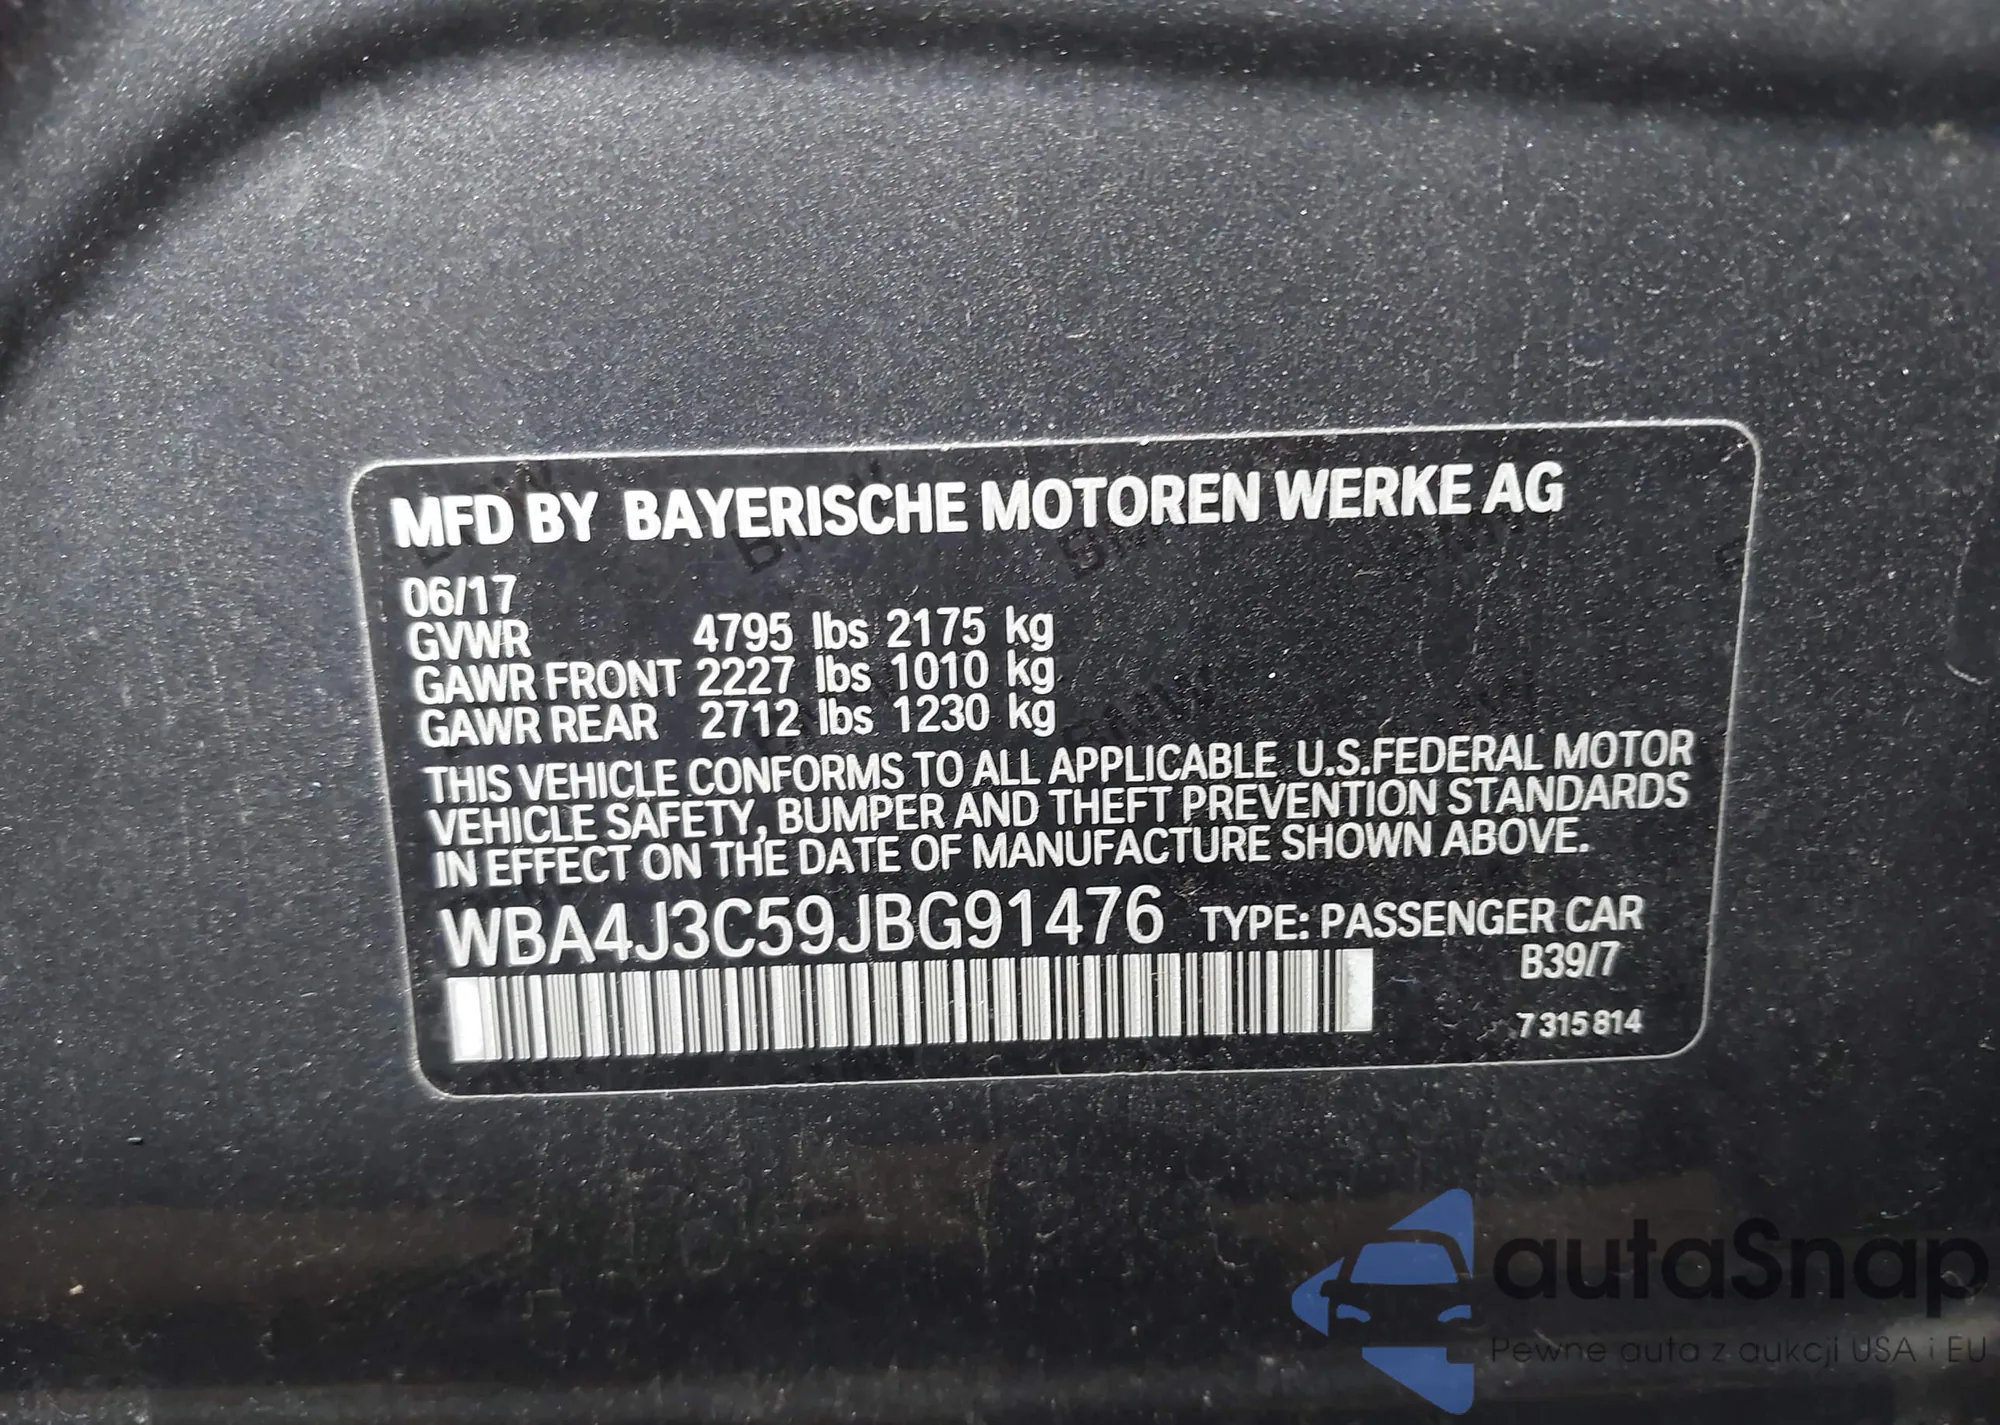 MFD BY BAYERISCHE MOTOREN WERKE AG
06/17
GVWR 4795 lbs 2175 kg
GAWR FRONT 2227 lbs 1010 kg
GAWR REAR 2712 lbs 1230 kg
THIS VEHICLE CONFORMS TO ALL APPLICABLE U.S.FEDERAL MOTOR
VEHICLE SAFETY, BUMPER AND THEFT PREVENTION STANDARDS
IN EFFECT ON THE DATE OF MANUFACTURE SHOWN ABOVE.
WBA4J3C59JBG91476 TYPE: PASSENGER CAR
B39/7
7 315 814
autaSnap
Pewne auta z aukcji USA i EU